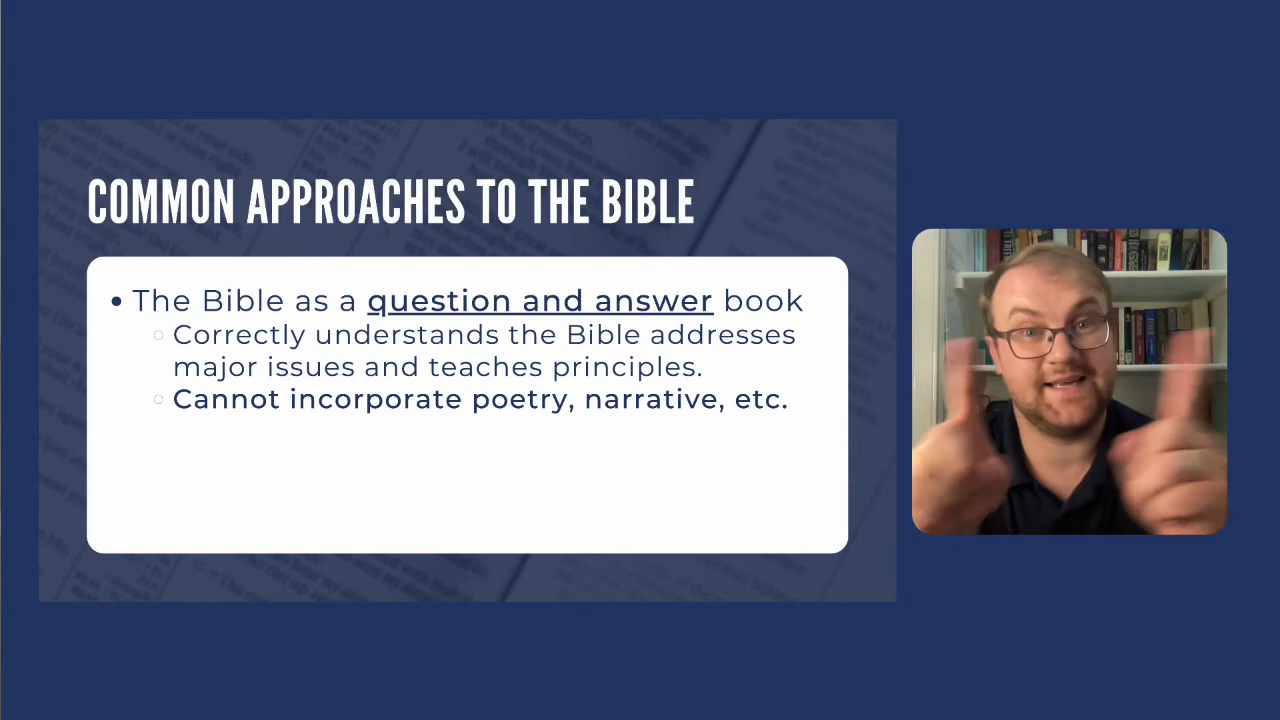 COMMON APPROACHES TO THE BIBLE
• The Bible as a question and answer book
○ Correctly understands the Bible addresses
major issues and teaches principles.
○ Cannot incorporate poetry, narrative, etc.